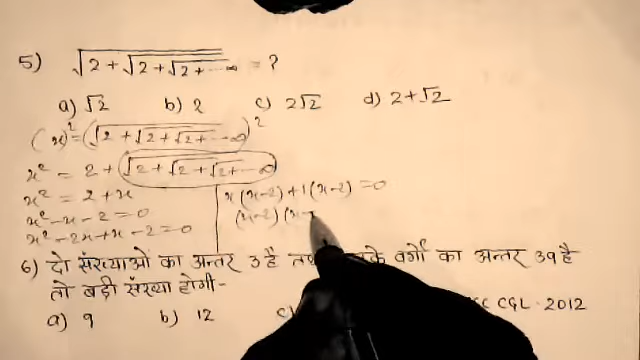 5) √2 + √2 + √2 + ... ∞ = ?
a) √2 b) 2 c) 2√2 d) 2 + √2
(x)² = (√2 + √2 + √2 + ... ∞)²
x² = 2 + √2 + √2 + √2 + ... ∞
x² = 2 + x
x² - x - 2 = 0
x² - 2x + x - 2 = 0
x(x-2) + 1(x-2) = 0
(x-2)(x
6) दो संख्याओं का अन्तर 3 है वर्गों का अन्तर 39 है
तो बड़ी संख्या होगी-
a) 9 b) 12 c) CGL - 2012